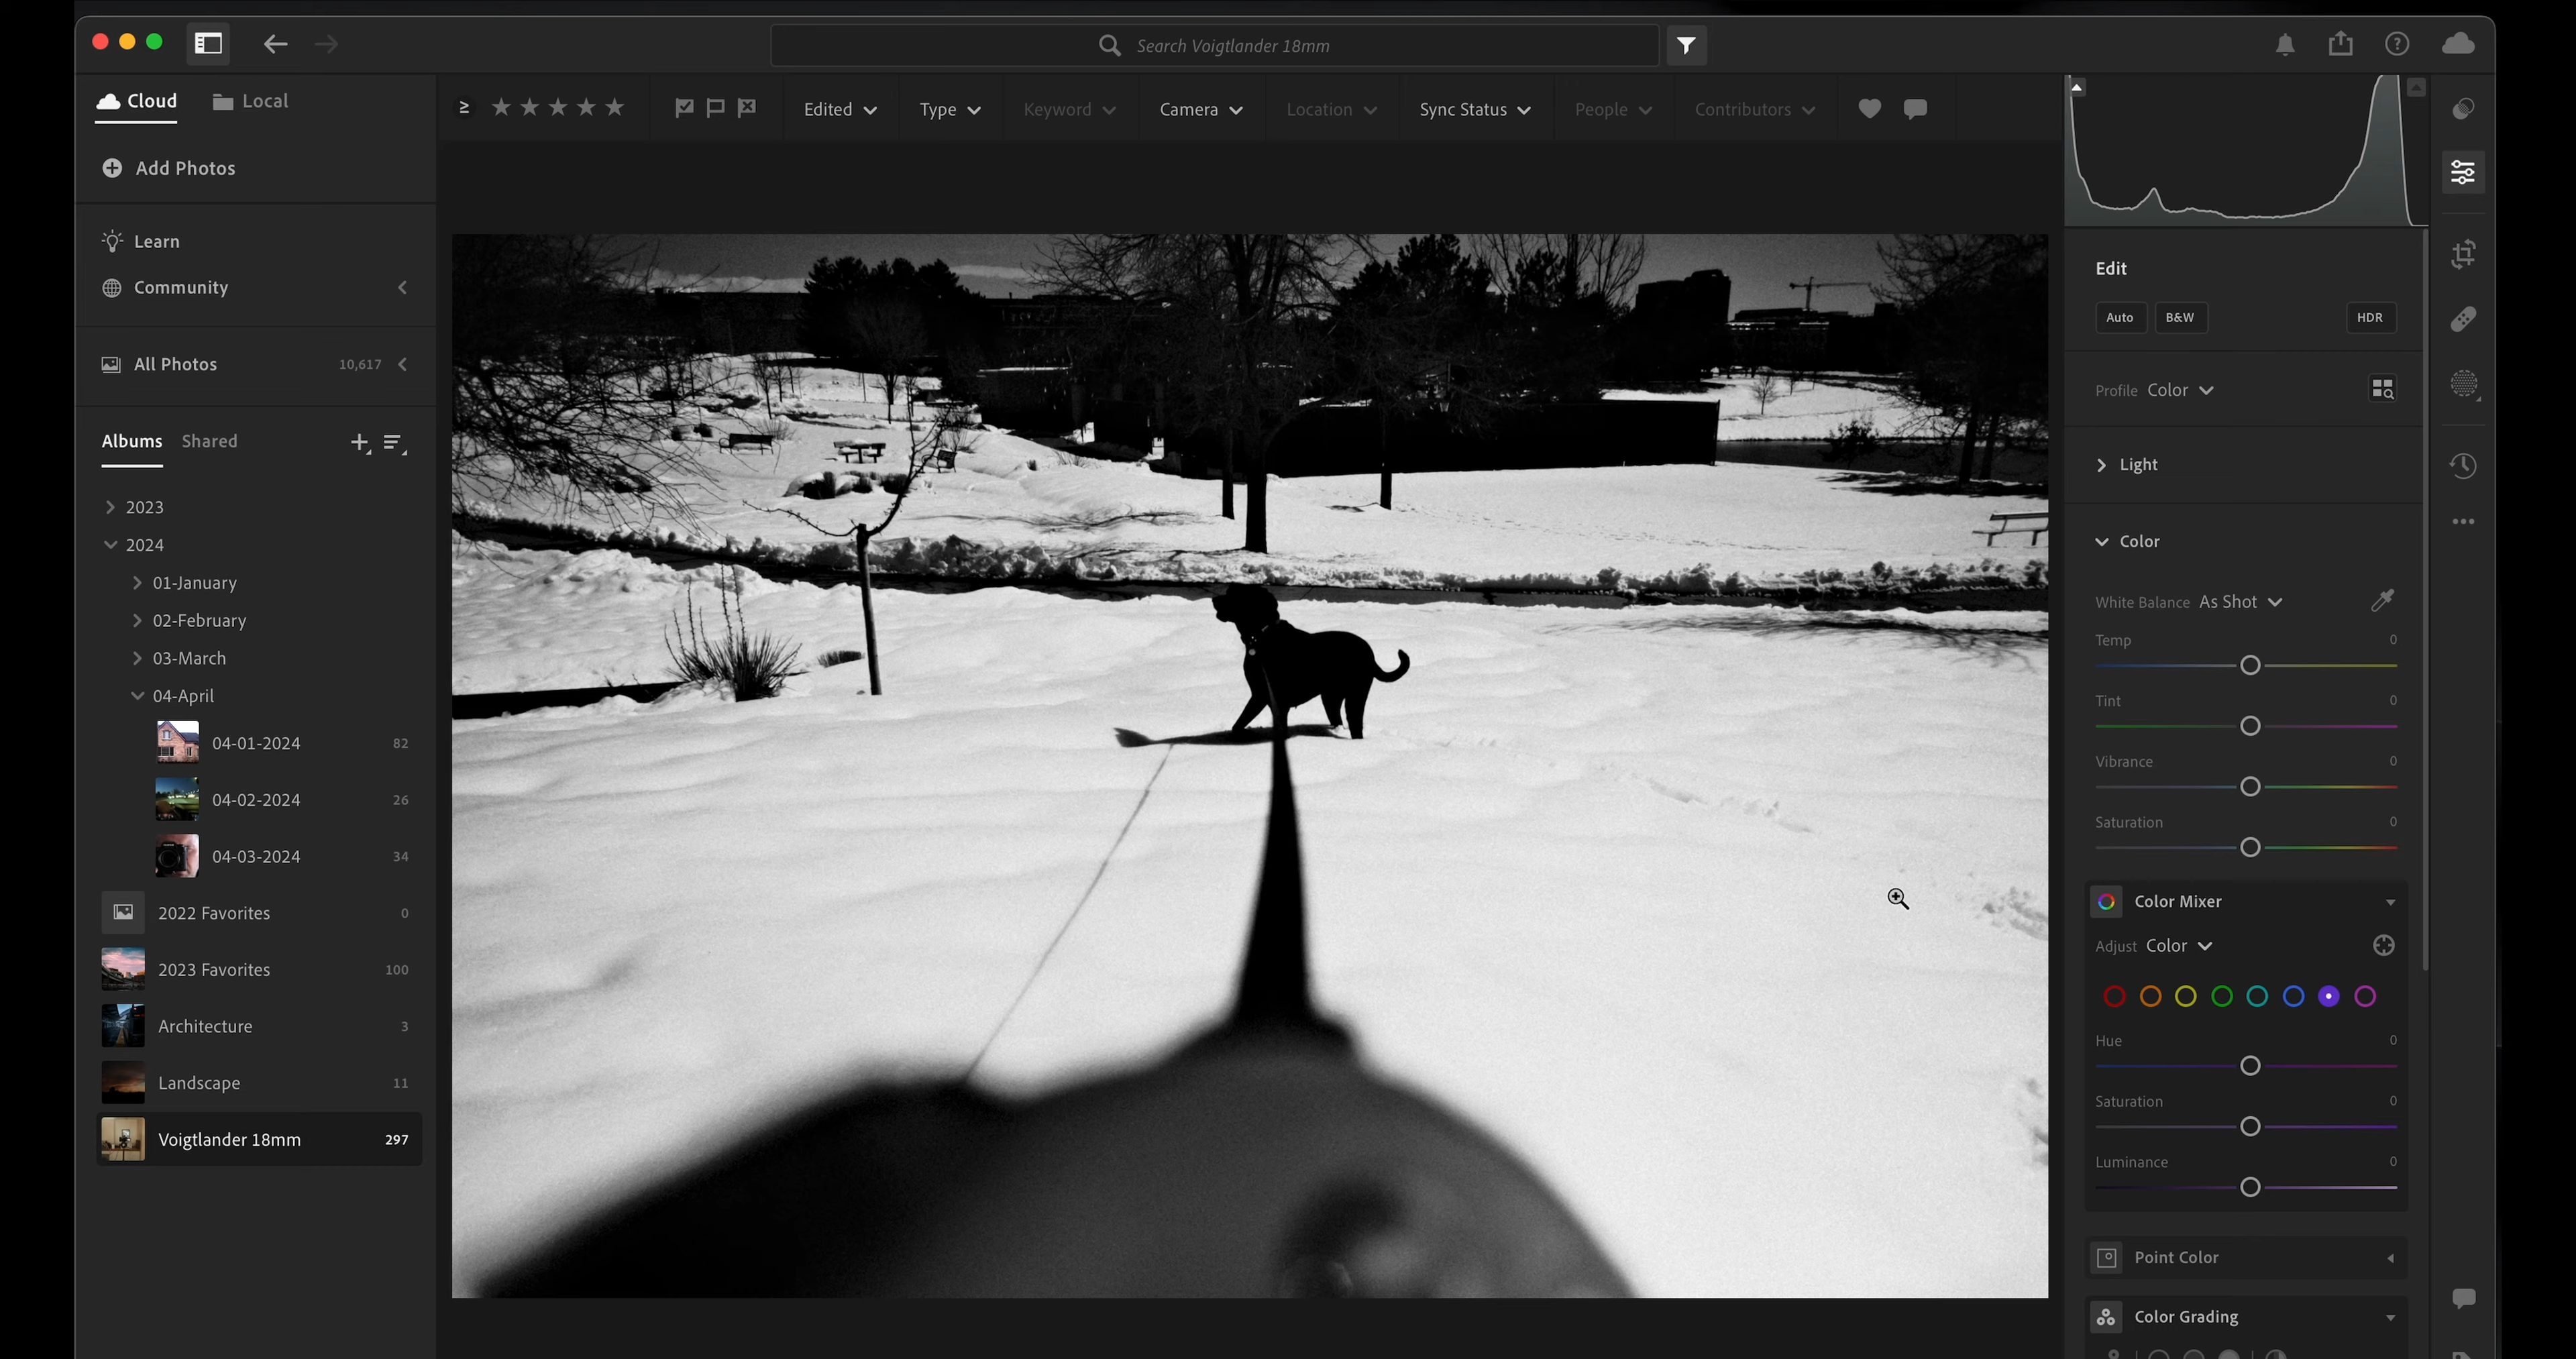 Search Voigtlander 18mm
Cloud
Local
Add Photos
Learn
Community
All Photos 10,617
Albums Shared
2023
2024
01-January
02-February
03-March
04-April
04-01-2024 82
04-02-2024 26
04-03-2024 34
2022 Favorites 0
2023 Favorites 100
Architecture 3
Landscape 11
Voigtlander 18mm 297
≥ Edited Type Keyword Camera Location Sync Status People Contributors
Edit
Auto B&W HDR
Profile Color
Light
Color
White Balance As Shot
Temp 0
Tint 0
Vibrance 0
Saturation 0
Color Mixer
Adjust Color
Hue 0
Saturation 0
Luminance 0
Point Color
Color Grading